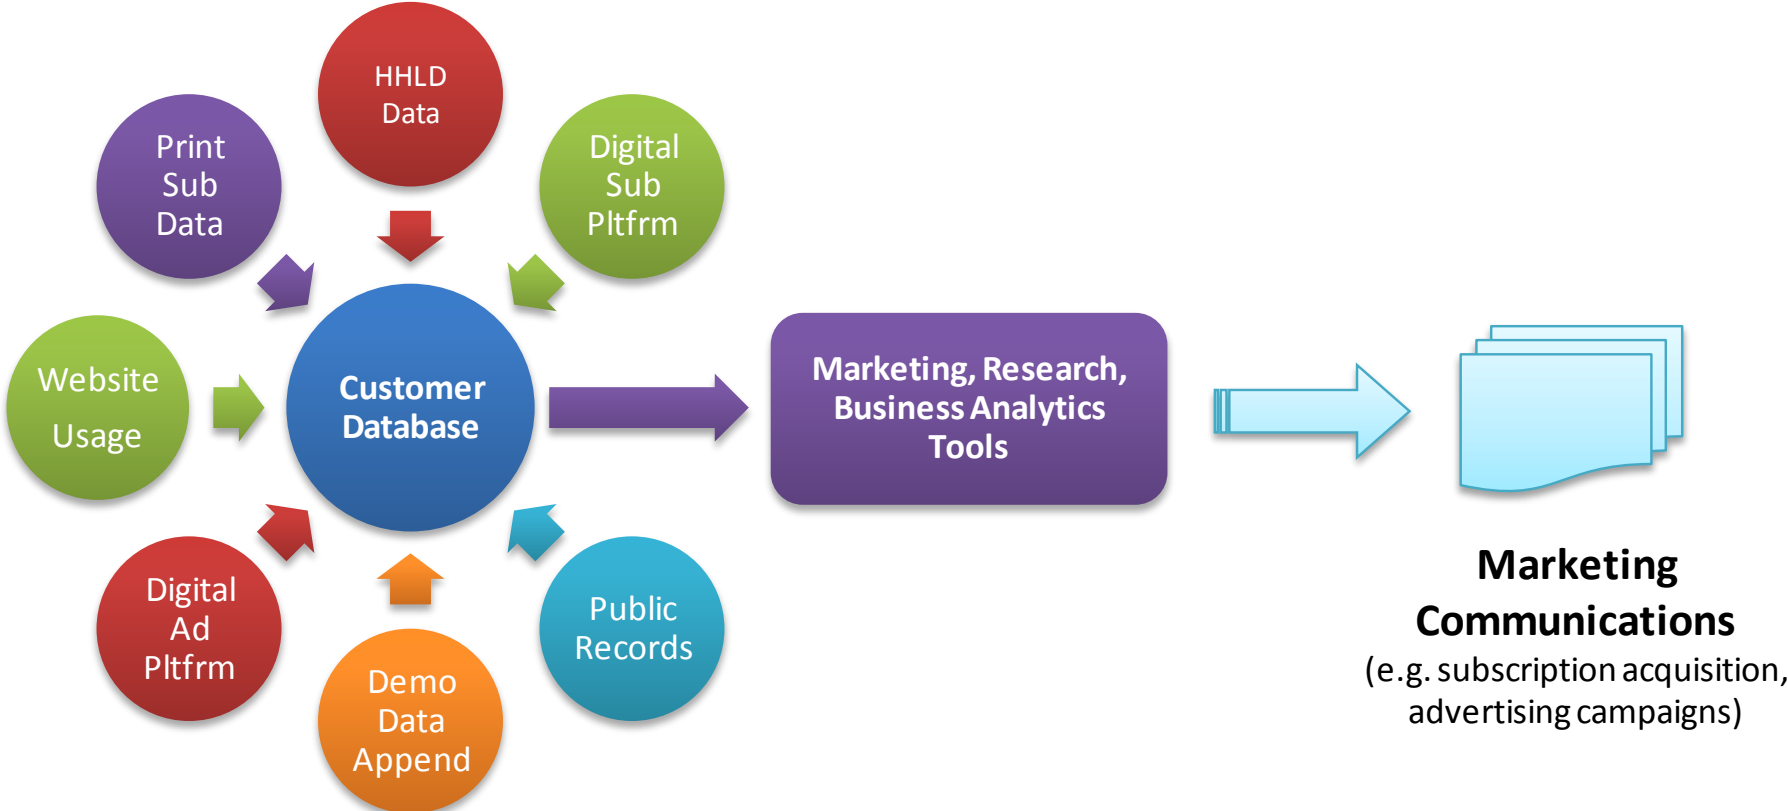 HHLD
Data
Print
Sub
Data
Digital
Sub
Pltfrm
Website
Usage
Customer
Database
Marketing, Research,
Business Analytics
Tools
Digital
Ad
Pltfrm
Demo
Data
Append
Public
Records
Marketing
Communications
(e.g. subscription acquisition,
advertising campaigns)